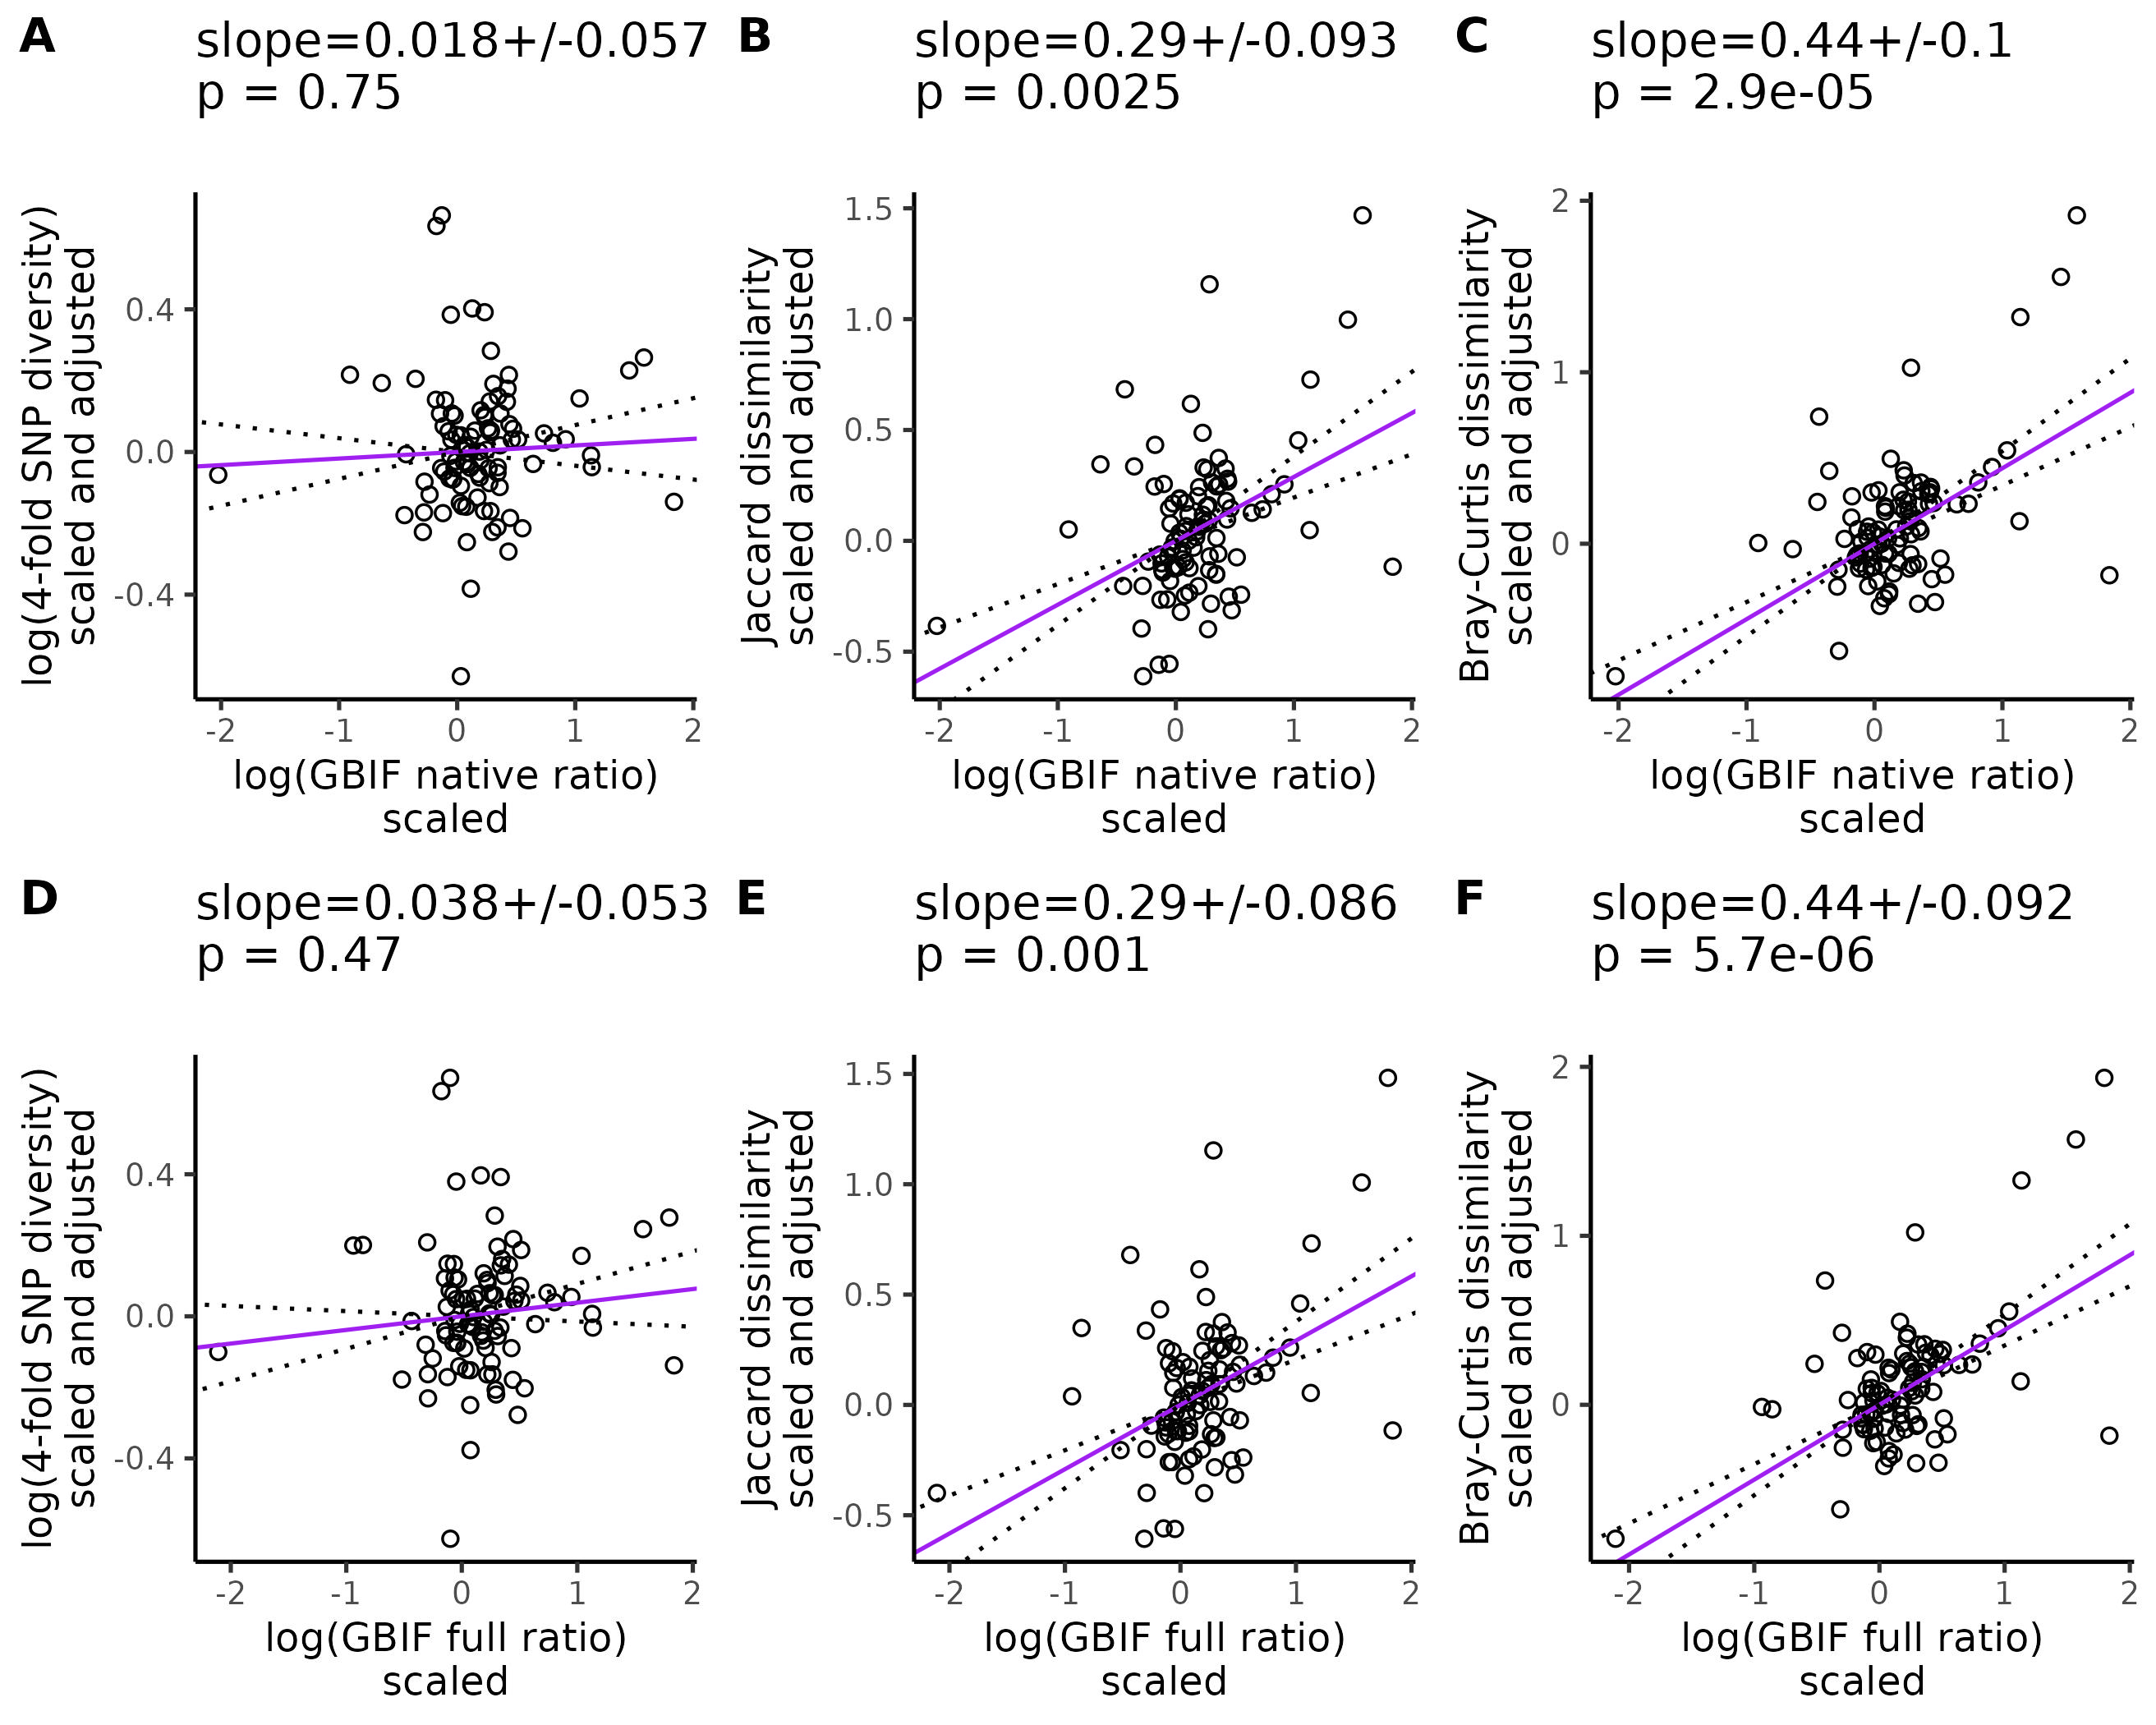 A
slope=0.018+/-0.057
p = 0.75
log(4-fold SNP diversity)
scaled and adjusted
0.4
0.0
-0.4
-2
-1
0
1
2
log(GBIF native ratio)
scaled
B
slope=0.29+/-0.093
p = 0.0025
Jaccard dissimilarity
scaled and adjusted
1.5
1.0
0.5
0.0
-0.5
-2
-1
0
1
2
log(GBIF native ratio)
scaled
C
slope=0.44+/-0.1
p = 2.9e-05
Bray-Curtis dissimilarity
scaled and adjusted
2
1
0
-2
-1
0
1
2
log(GBIF native ratio)
scaled
D
slope=0.038+/-0.053
p = 0.47
log(4-fold SNP diversity)
scaled and adjusted
0.4
0.0
-0.4
-2
-1
0
1
2
log(GBIF full ratio)
scaled
E
slope=0.29+/-0.086
p = 0.001
Jaccard dissimilarity
scaled and adjusted
1.5
1.0
0.5
0.0
-0.5
-2
-1
0
1
2
log(GBIF full ratio)
scaled
F
slope=0.44+/-0.092
p = 5.7e-06
Bray-Curtis dissimilarity
scaled and adjusted
2
1
0
-2
-1
0
1
2
log(GBIF full ratio)
scaled